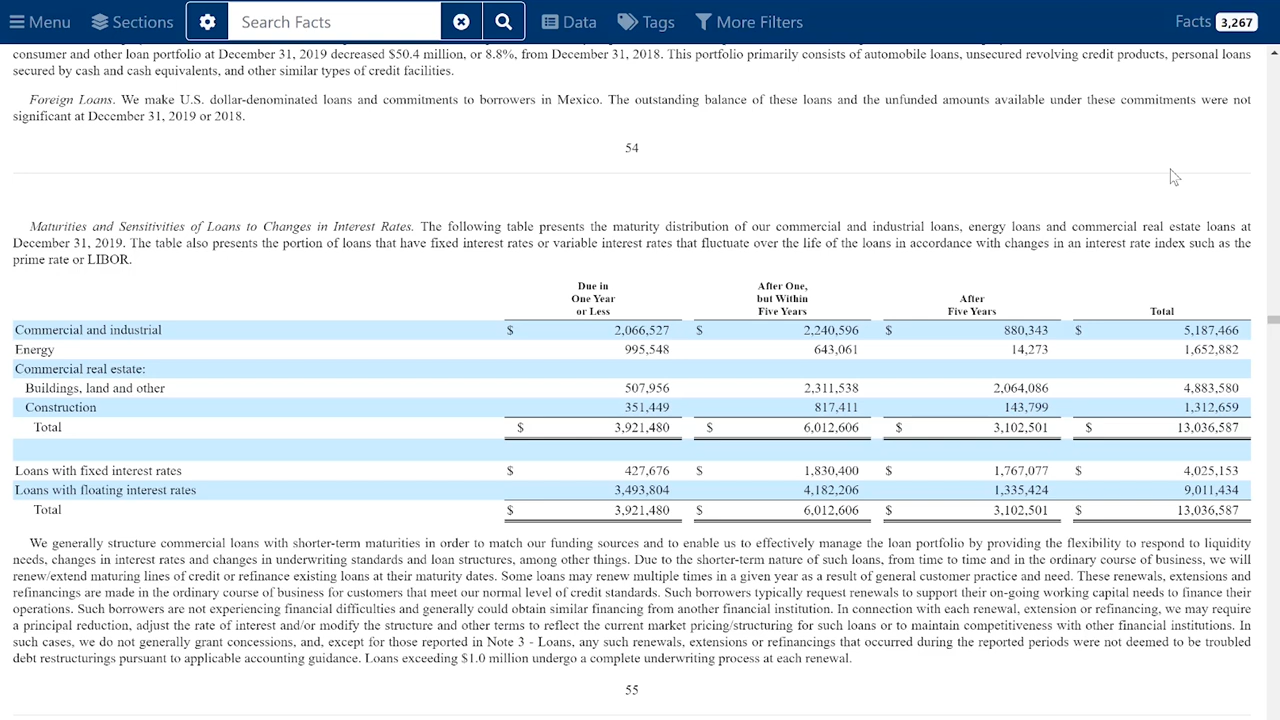 Menu Sections Search Facts Data Tags More Filters Facts 3,267
consumer and other loan portfolio at December 31, 2019 decreased $50.4 million, or 8.8%, from December 31, 2018. This portfolio primarily consists of automobile loans, unsecured revolving credit products, personal loans
secured by cash and cash equivalents, and other similar types of credit facilities.
Foreign Loans. We make U.S. dollar-denominated loans and commitments to borrowers in Mexico. The outstanding balance of these loans and the unfunded amounts available under these commitments were not
significant at December 31, 2019 or 2018.
54
Maturities and Sensitivities of Loans to Changes in Interest Rates. The following table presents the maturity distribution of our commercial and industrial loans, energy loans and commercial real estate loans at
December 31, 2019. The table also presents the portion of loans that have fixed interest rates or variable interest rates that fluctuate over the life of the loans in accordance with changes in an interest rate index such as the
prime rate or LIBOR.
Due in After One,
One Year but Within After
or Less Five Years Five Years Total
Commercial and industrial $ 2,066,527 $ 2,240,596 $ 880,343 $ 5,187,466
Energy 995,548 643,061 14,273 1,652,882
Commercial real estate:
Buildings, land and other 507,956 2,311,538 2,064,086 4,883,580
Construction 351,449 817,411 143,799 1,312,659
Total $ 3,921,480 $ 6,012,606 $ 3,102,501 $ 13,036,587
Loans with fixed interest rates $ 427,676 $ 1,830,400 $ 1,767,077 $ 4,025,153
Loans with floating interest rates 3,493,804 4,182,206 1,335,424 9,011,434
Total $ 3,921,480 $ 6,012,606 $ 3,102,501 $ 13,036,587
We generally structure commercial loans with shorter-term maturities in order to match our funding sources and to enable us to effectively manage the loan portfolio by providing the flexibility to respond to liquidity
needs, changes in interest rates and changes in underwriting standards and loan structures, among other things. Due to the shorter-term nature of such loans, from time to time and in the ordinary course of business, we will
renew/extend maturing lines of credit or refinance existing loans at their maturity dates. Some loans may renew multiple times in a given year as a result of general customer practice and need. These renewals, extensions and
refinancings are made in the ordinary course of business for customers that meet our normal level of credit standards. Such borrowers typically request renewals to support their on-going working capital needs to finance their
operations. Such borrowers are not experiencing financial difficulties and generally could obtain similar financing from another financial institution. In connection with each renewal, extension or refinancing, we may require
a principal reduction, adjust the rate of interest and/or modify the structure and other terms to reflect the current market pricing/structuring for such loans or to maintain competitiveness with other financial institutions. In
such cases, we do not generally grant concessions, and, except for those reported in Note 3 - Loans, any such renewals, extensions or refinancings that occurred during the reported periods were not deemed to be troubled
debt restructurings pursuant to applicable accounting guidance. Loans exceeding $1.0 million undergo a complete underwriting process at each renewal.
55